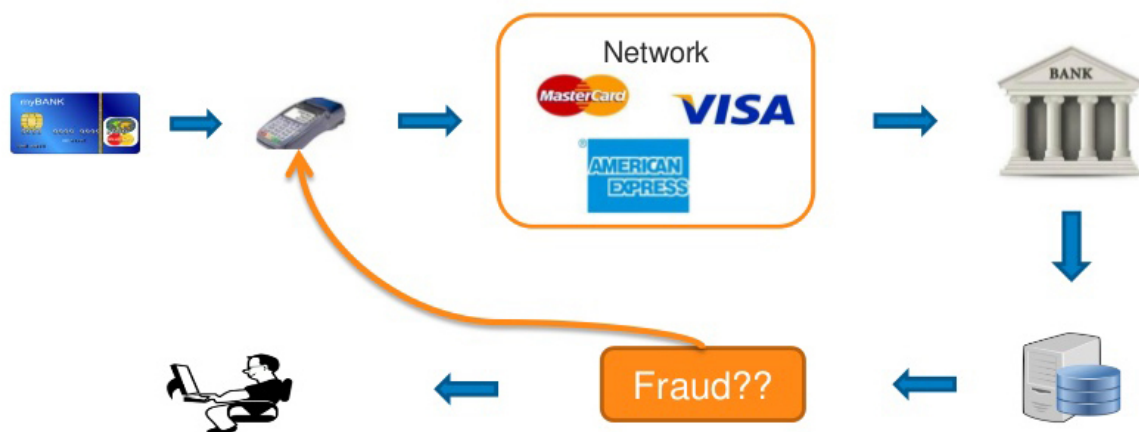 Network
myBANK
MasterCard
VISA
®
AMERICAN
EXPRESS
BANK
Fraud??